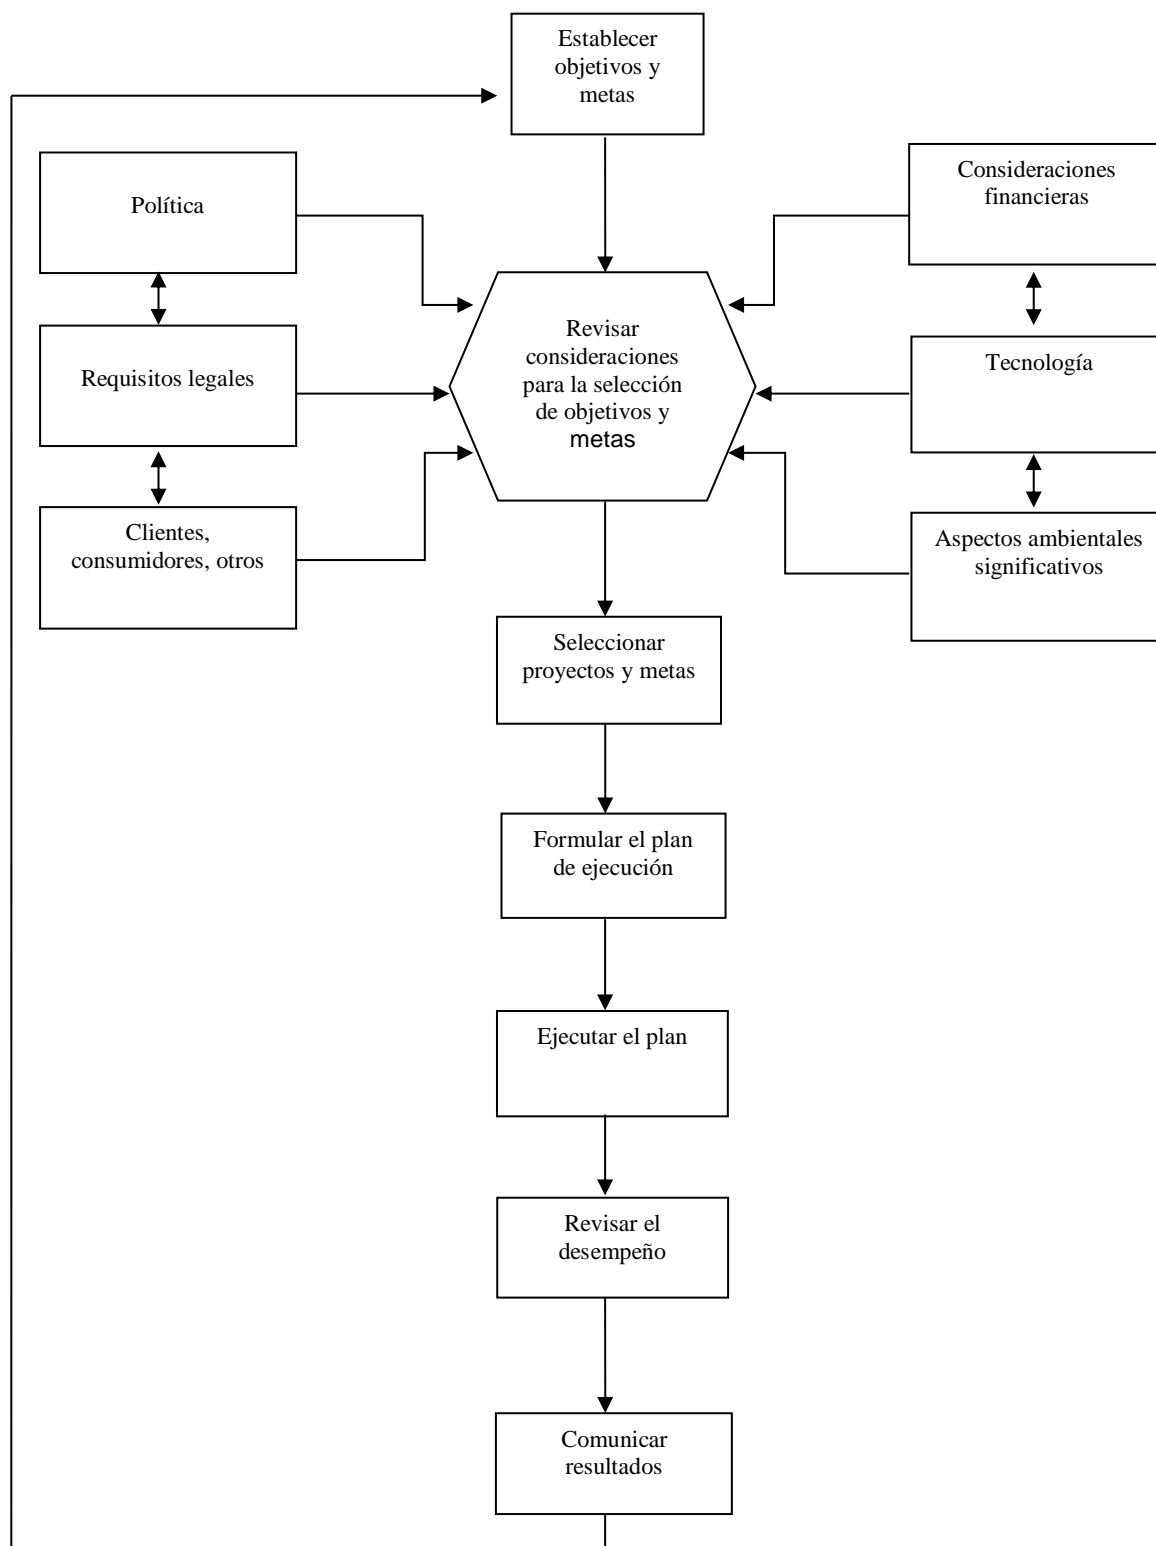 Establecer
objetivos y
metas
Política
Consideraciones
financieras
Requisitos legales
Revisar
consideraciones
para la selección
de objetivos y
metas
Tecnología
Clientes,
consumidores, otros
Aspectos ambientales
significativos
Seleccionar
proyectos y metas
Formular el plan
de ejecución
Ejecutar el plan
Revisar el
desempeño
Comunicar
resultados